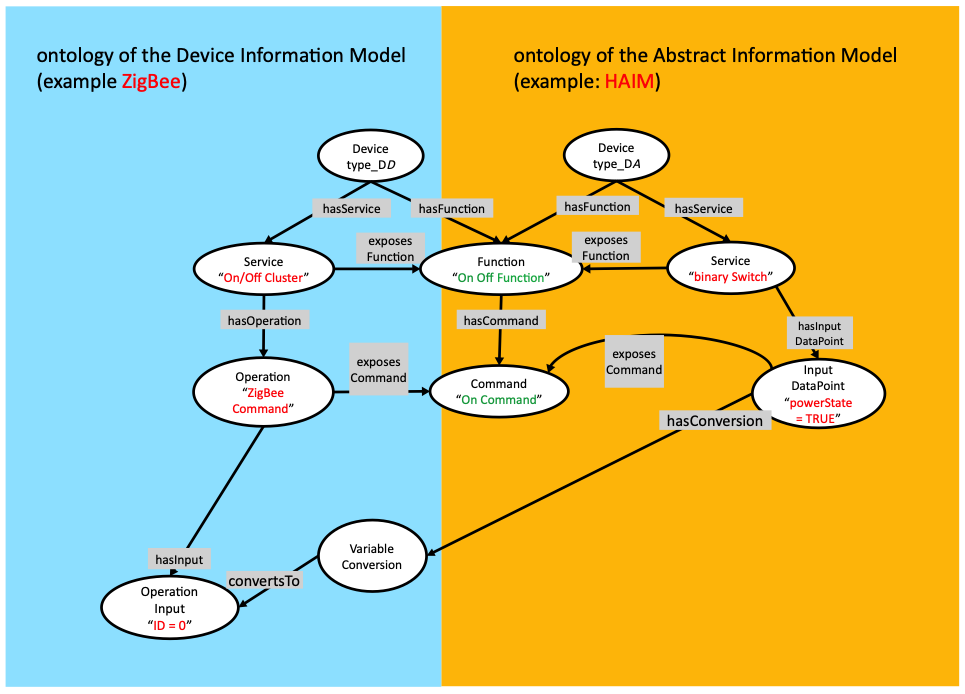 ontology of the Device Information Model
(example ZigBee)
ontology of the Abstract Information Model
(example: HAIM)
Device
type_DD
Device
type_DA
hasService
hasFunction
hasFunction
hasService
exposes
Function
exposes
Function
Service
“On/Off Cluster”
Function
“On Off Function”
Service
“binary Switch”
hasOperation
hasCommand
hasInput
DataPoint
exposes
Command
exposes
Command
Operation
“ZigBee
Command”
Command
“On Command”
Input
DataPoint
“powerState
= TRUE”
hasConversion
hasInput
Variable
Conversion
convertsTo
Operation
Input
“ID = 0”